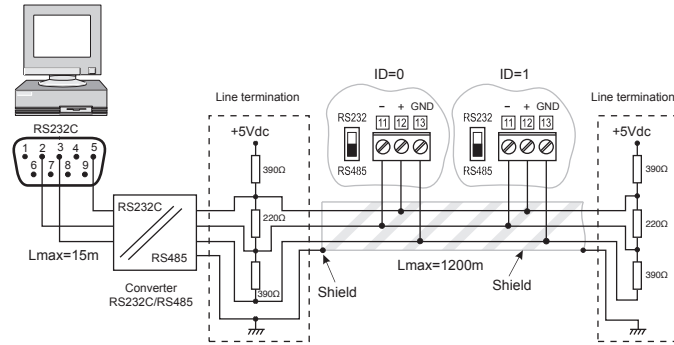 RS232C
1 2 3 4 5
6 7 8 9
Lmax=15m
RS232C
RS485
Converter
RS232C/RS485
Line termination
+5Vdc
390Ω
220Ω
390Ω
ID=0
− + GND
11 12 13
RS232
RS485
ID=1
− + GND
11 12 13
RS232
RS485
Shield
Lmax=1200m
Shield
Line termination
+5Vdc
390Ω
220Ω
390Ω